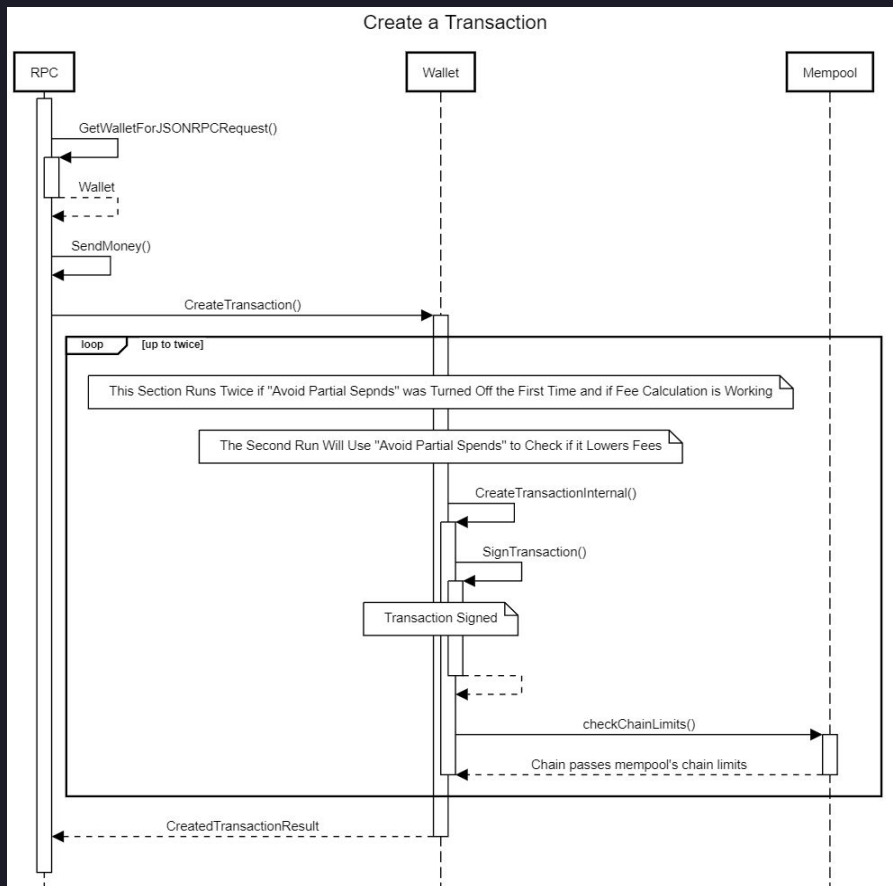 Create a Transaction
RPC
Wallet
Mempool
GetWalletForJSONRPCRequest()
Wallet
SendMoney()
CreateTransaction()
loop
[up to twice]
This Section Runs Twice if "Avoid Partial Sepnds" was Turned Off the First Time and if Fee Calculation is Working
The Second Run Will Use "Avoid Partial Spends" to Check if it Lowers Fees
CreateTransactionInternal()
SignTransaction()
Transaction Signed
checkChainLimits()
Chain passes mempool's chain limits
CreatedTransactionResult